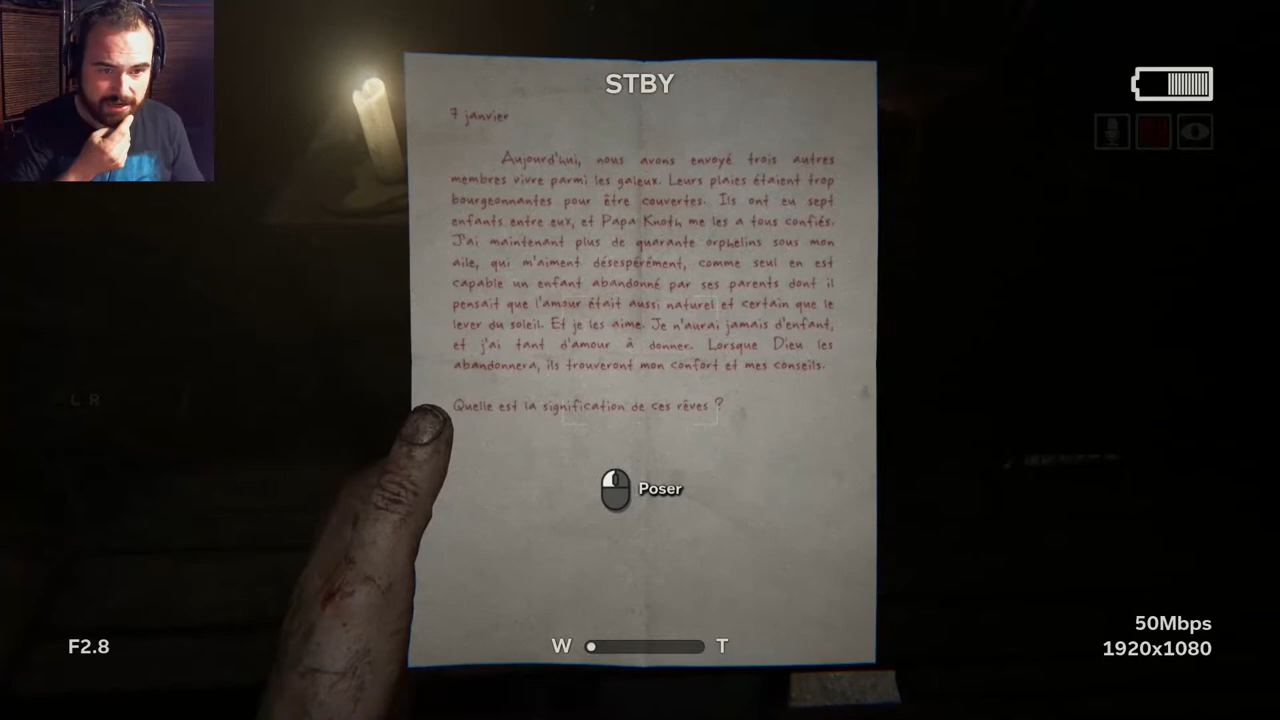 STBY
7 janvier
Aujourd'hui, nous avons envoyé trois autres
membres vivre parmi les galeux. Leurs plaies étaient trop
bourgeonnantes pour être couvertes. Ils ont eu sept
enfants entre eux, et Papa Knoth me les a tous confiés.
J'ai maintenant plus de quarante orphelins sous mon
aile, qui m'aiment désespérément, comme seul en est
capable un enfant abandonné par ses parents dont il
pensait que l'amour était aussi naturel et certain que le
lever du soleil. Et je les aime. Je n'aurai jamais d'enfant,
et j'ai tant d'amour à donner. Lorsque Dieu les
abandonnera, ils trouveront mon confort et mes conseils.
L R
Quelle est la signification de ces rêves ?
Poser
50Mbps
F2.8
W T
1920x1080